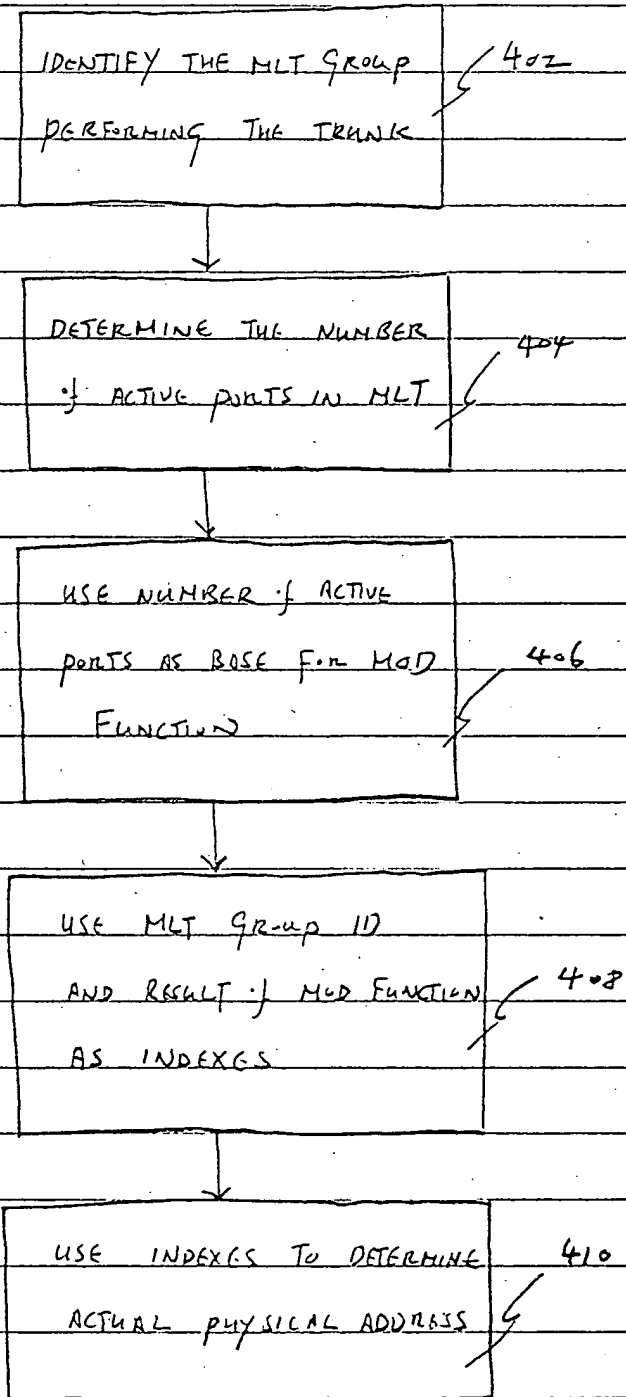 IDENTIFY THE MLT GROUP
402
PERFORMING THE TRUNK
DETERMINE THE NUMBER
404
of ACTIVE PORTS IN MLT
USE NUMBER of ACTIVE
PORTS AS BASE FOR MOD
406
FUNCTION
USE MLT GROUP ID
AND RESULT of MOD FUNCTION
408
AS INDEXES
USE INDEXES TO DETERMINE
410
ACTUAL PHYSICAL ADDRESS